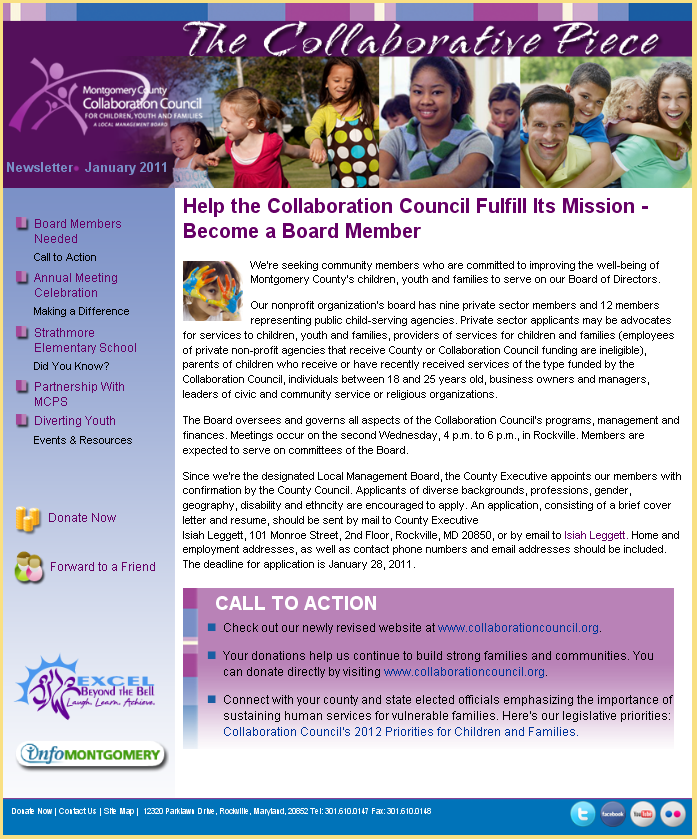 The Collaborative Piece
Montgomery County
Collaboration Council
FOR CHILDREN, YOUTH AND FAMILIES
A LOCAL MANAGEMENT BOARD
Newsletter • January 2011
Board Members
Needed
Call to Action
Annual Meeting
Celebration
Making a Difference
Strathmore
Elementary School
Did You Know?
Partnership With
MCPS
Diverting Youth
Events & Resources
Donate Now
Forward to a Friend
EXCEL
Beyond the Bell
Laugh. Learn. Achieve.
infoMONTGOMERY
Help the Collaboration Council Fulfill Its Mission -
Become a Board Member
We're seeking community members who are committed to improving the well-being of
Montgomery County's children, youth and families to serve on our Board of Directors.
Our nonprofit organization's board has nine private sector members and 12 members
representing public child-serving agencies. Private sector applicants may be advocates
for services to children, youth and families, providers of services for children and families (employees
of private non-profit agencies that receive County or Collaboration Council funding are ineligible),
parents of children who receive or have recently received services of the type funded by the
Collaboration Council, individuals between 18 and 25 years old, business owners and managers,
leaders of civic and community service or religious organizations.
The Board oversees and governs all aspects of the Collaboration Council's programs, management and
finances. Meetings occur on the second Wednesday, 4 p.m. to 6 p.m., in Rockville. Members are
expected to serve on committees of the Board.
Since we're the designated Local Management Board, the County Executive appoints our members with
confirmation by the County Council. Applicants of diverse backgrounds, professions, gender,
geography, disability and ethncity are encouraged to apply. An application, consisting of a brief cover
letter and resume, should be sent by mail to County Executive
Isiah Leggett, 101 Monroe Street, 2nd Floor, Rockville, MD 20850, or by email to Isiah Leggett. Home and
employment addresses, as well as contact phone numbers and email addresses should be included.
The deadline for application is January 28, 2011.
CALL TO ACTION
Check out our newly revised website at www.collaborationcouncil.org.
Your donations help us continue to build strong families and communities. You
can donate directly by visiting www.collaborationcouncil.org.
Connect with your county and state elected officials emphasizing the importance of
sustaining human services for vulnerable families. Here's our legislative priorities:
Collaboration Council's 2012 Priorities for Children and Families.
Donate Now | Contact Us | Site Map | 12320 Parklawn Drive, Rockville, Maryland, 20852 Tel: 301.610.0147 Fax: 301.610.0148
facebook
YouTube